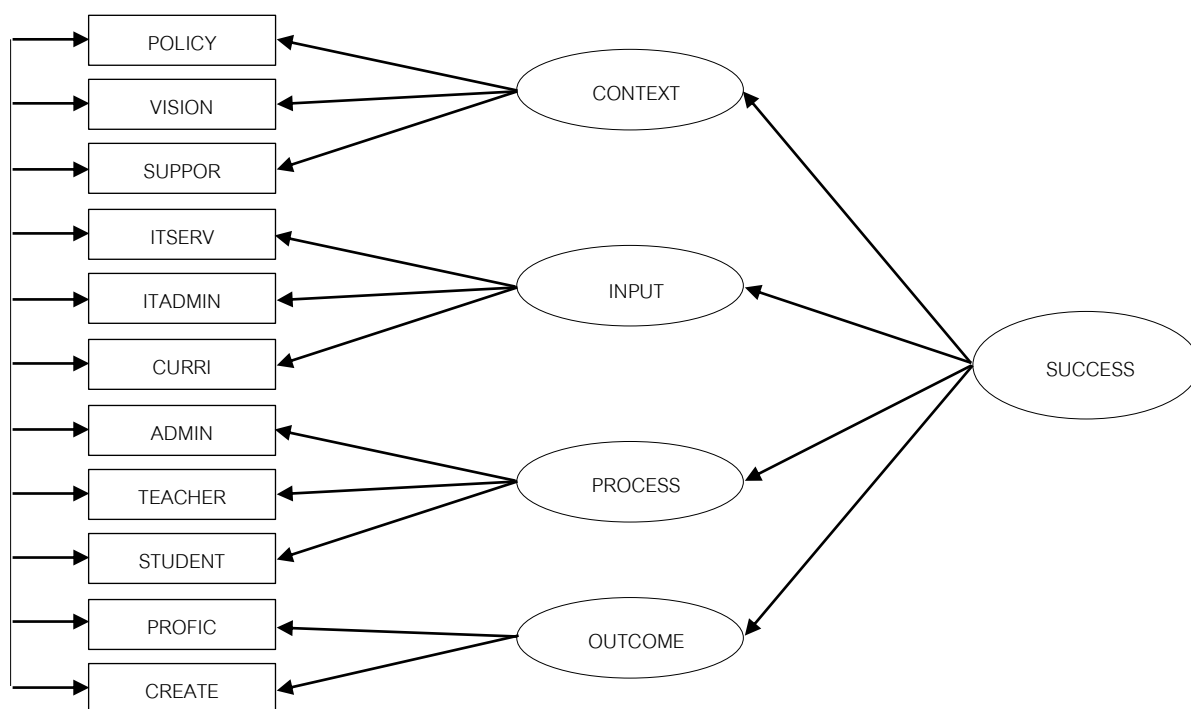 POLICY
VISION
SUPPOR
ITSERV
ITADMIN
CURRI
ADMIN
TEACHER
STUDENT
PROFIC
CREATE
CONTEXT
INPUT
PROCESS
OUTCOME
SUCCESS